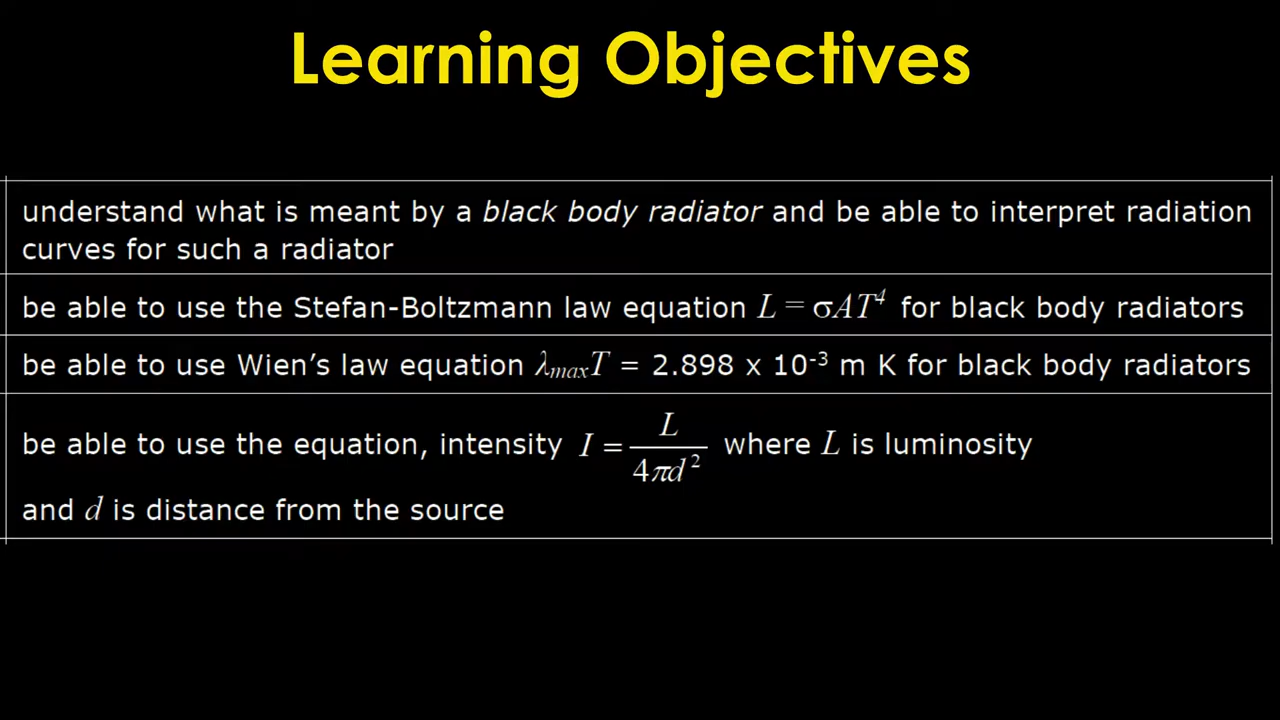 Learning Objectives
understand what is meant by a black body radiator and be able to interpret radiation
curves for such a radiator
be able to use the Stefan-Boltzmann law equation L = σAT⁴ for black body radiators
be able to use Wien’s law equation λmaxT = 2.898 x 10⁻³ m K for black body radiators
be able to use the equation, intensity I = L / 4πd² where L is luminosity
and d is distance from the source